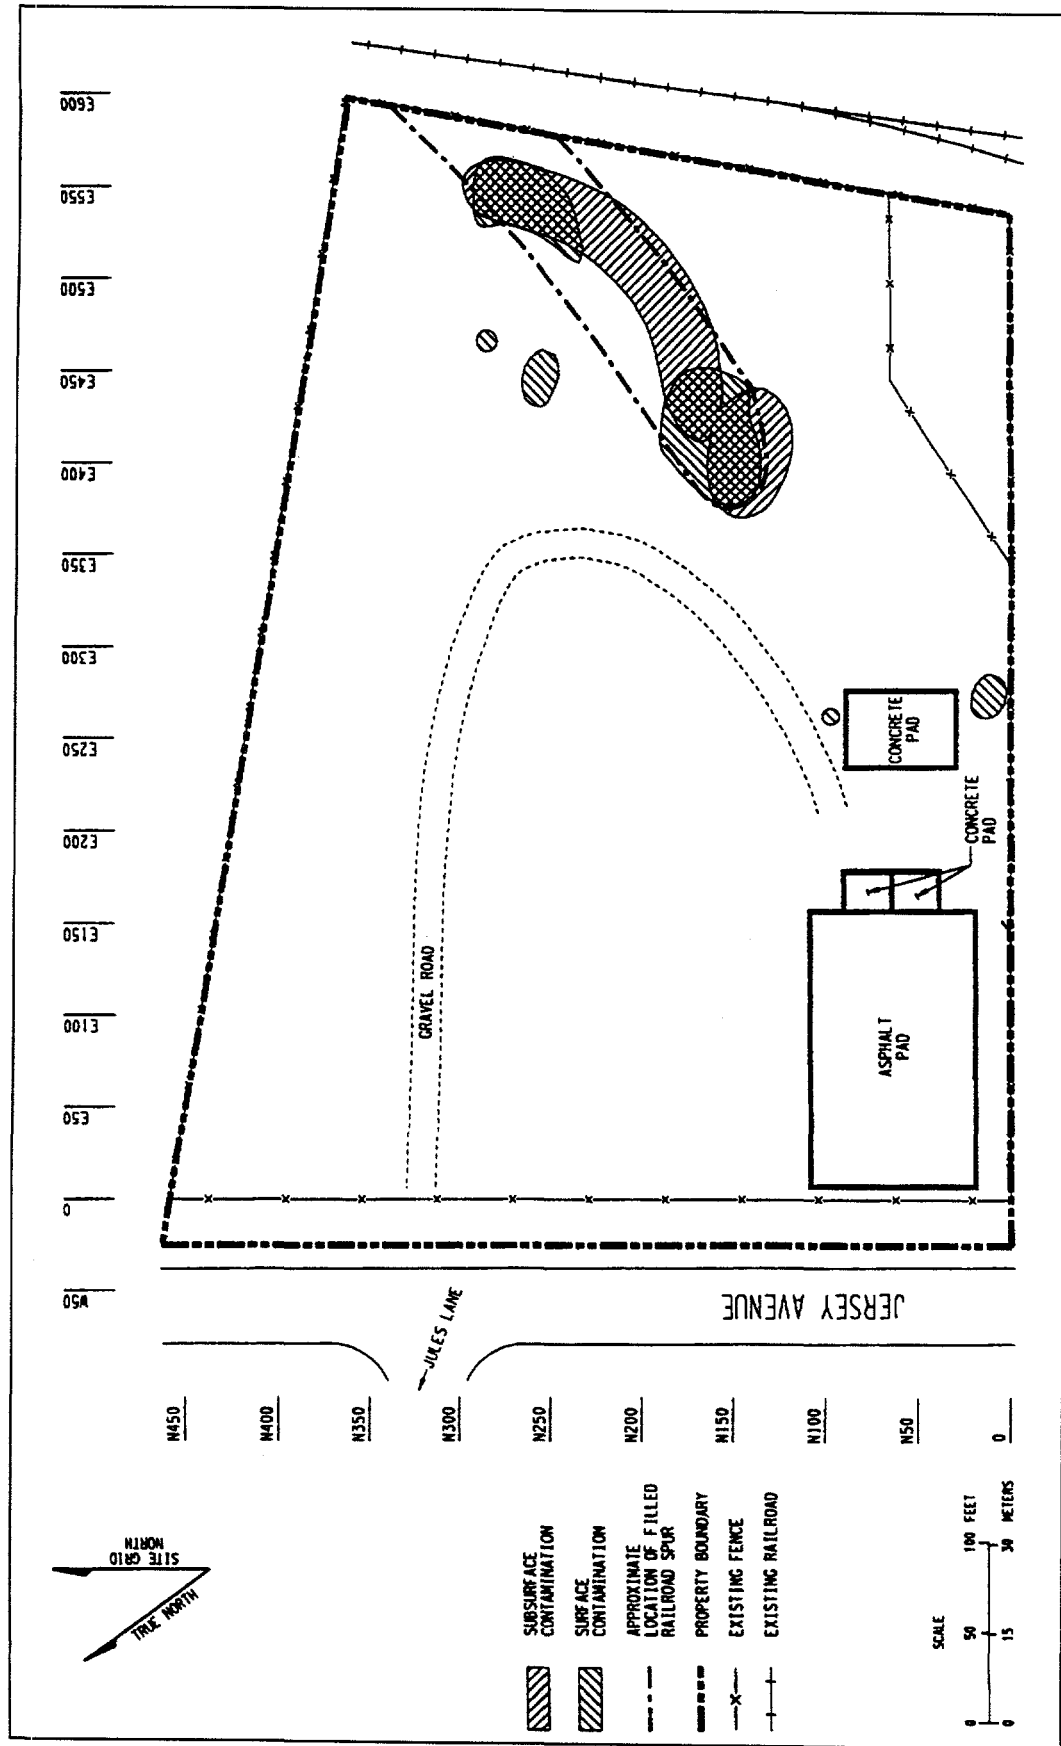 E600
E550
E500
E450
E400
E350
E300
E250
E200
E150
E100
E50
0
W50
CONCRETE
PAD
CONCRETE
PAD
ASPHALT
PAD
GRAVEL ROAD
JERSEY AVENUE
JULES LANE
N450
N400
N350
N300
N250
N200
N150
N100
N50
0
SITE GRID
NORTH
TRUE NORTH
SUBSURFACE
CONTAMINATION
SURFACE
CONTAMINATION
APPROXIMATE
LOCATION OF FILLED
RAILROAD SPUR
PROPERTY BOUNDARY
EXISTING FENCE
EXISTING RAILROAD
SCALE
0 50 100 FEET
0 15 30 METERS